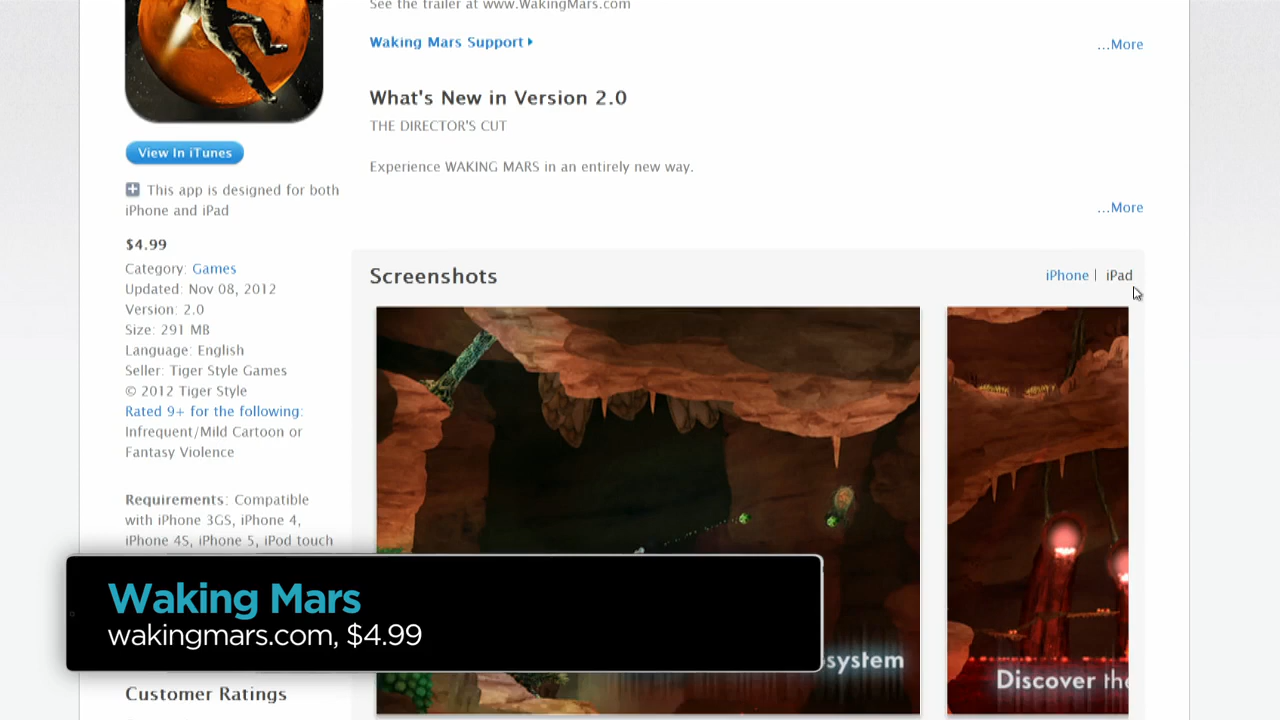 See the trailer at www.WakingMars.com
Waking Mars Support
...More
What's New in Version 2.0
THE DIRECTOR'S CUT
Experience WAKING MARS in an entirely new way.
...More
View In iTunes
This app is designed for both
iPhone and iPad
$4.99
Category: Games
Updated: Nov 08, 2012
Version: 2.0
Size: 291 MB
Language: English
Seller: Tiger Style Games
© 2012 Tiger Style
Rated 9+ for the following:
Infrequent/Mild Cartoon or
Fantasy Violence
Requirements: Compatible
with iPhone 3GS, iPhone 4,
iPhone 4S, iPhone 5, iPod touch
Screenshots
iPhone | iPad
system
Discover the
Waking Mars
wakingmars.com, $4.99
Customer Ratings